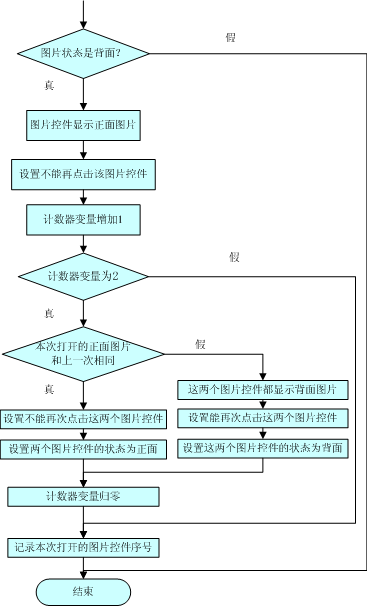 图片状态是背面?
假
真
图片控件显示正面图片
设置不能再点击该图片控件
计数器变量增加1
计数器变量为2
假
真
本次打开的正面图片
和上一次相同
假
真
这两个图片控件都显示背面图片
设置不能再次点击这两个图片控件
设置能再次点击这两个图片控件
设置两个图片控件的状态为正面
设置这两个图片控件的状态为背面
计数器变量归零
记录本次打开的图片控件序号
结束